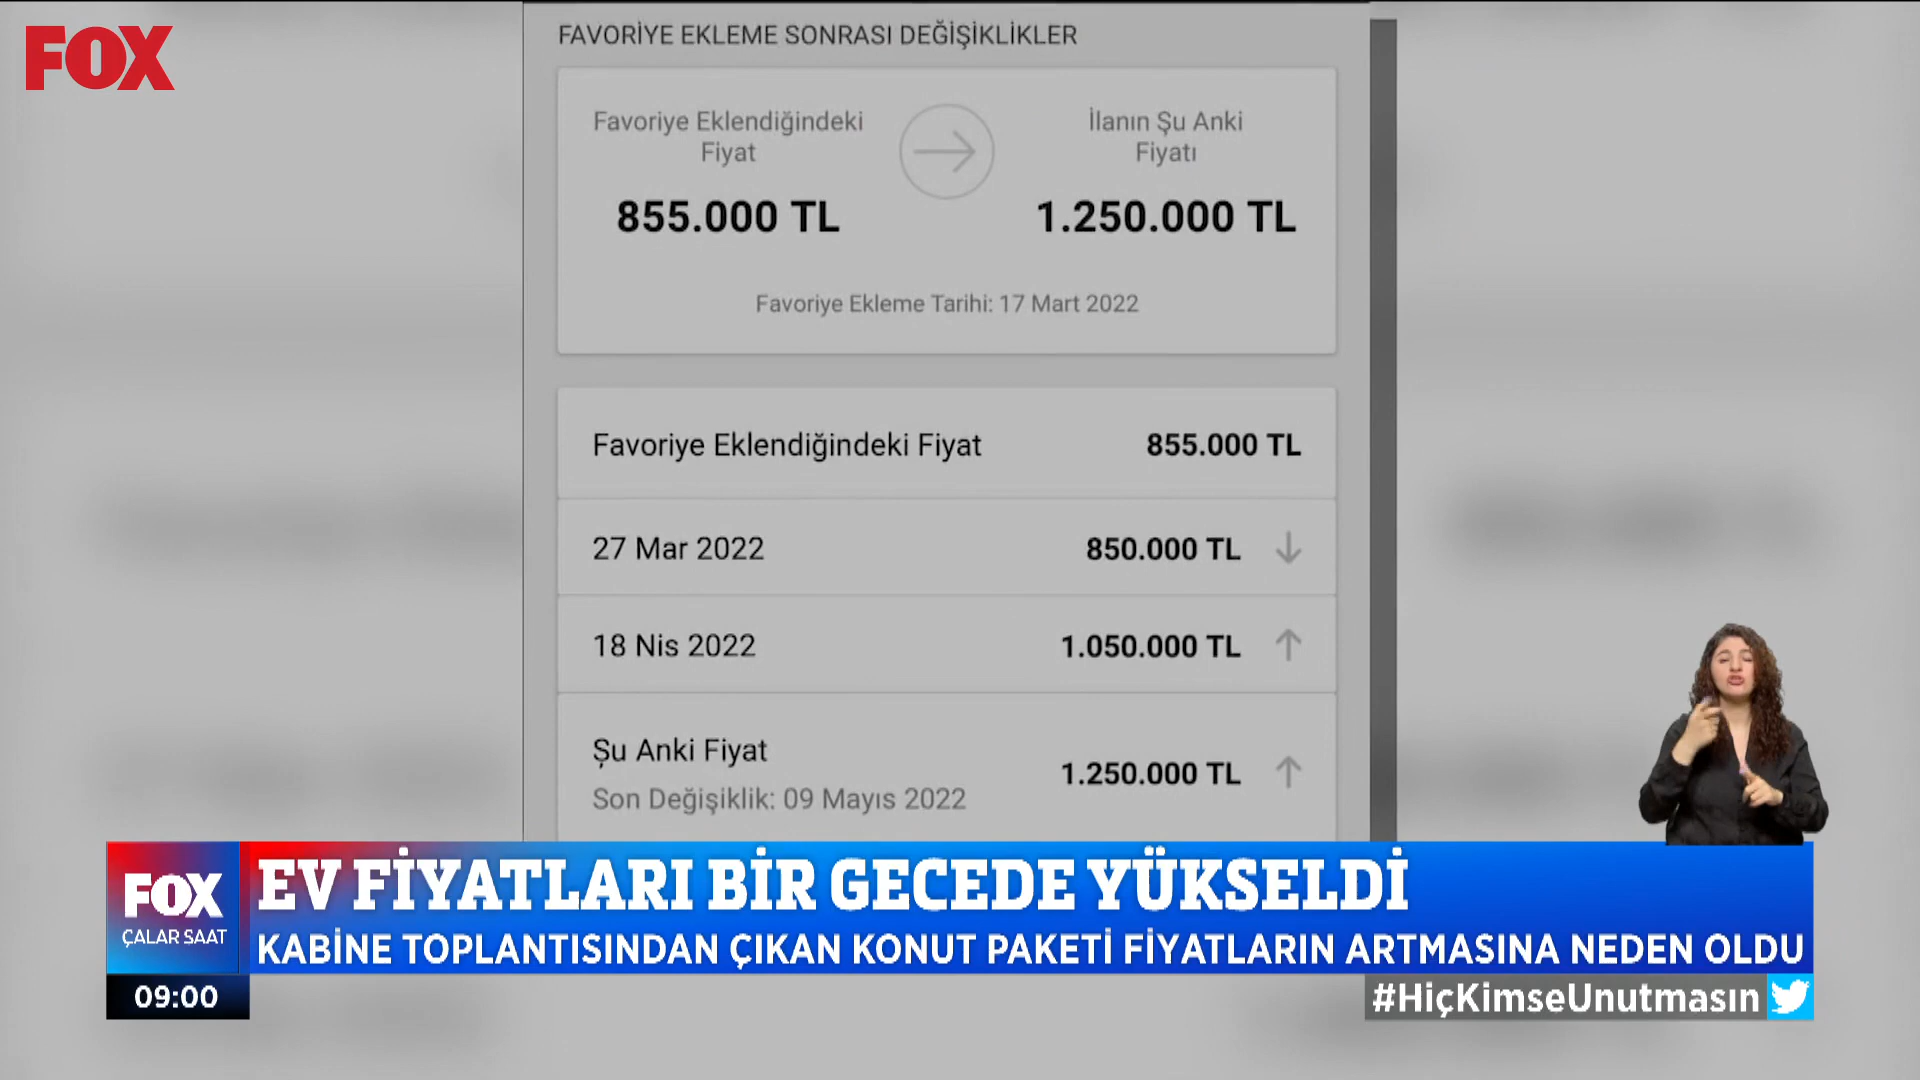 FOX
FAVORİYE EKLEME SONRASI DEĞİŞİKLİKLER
Favoriye Eklendiğindeki
Fiyat
855.000 TL
İlanın Şu Anki
Fiyatı
1.250.000 TL
Favoriye Ekleme Tarihi: 17 Mart 2022
Favoriye Eklendiğindeki Fiyat 855.000 TL
27 Mar 2022 850.000 TL
18 Nis 2022 1.050.000 TL
Şu Anki Fiyat 1.250.000 TL
Son Değişiklik: 09 Mayıs 2022
FOX
ÇALAR SAAT
EV FİYATLARI BİR GECEDE YÜKSELDİ
KABİNE TOPLANTISINDAN ÇIKAN KONUT PAKETİ FİYATLARIN ARTMASINA NEDEN OLDU
09:00
#HiçKimseUnutmasın